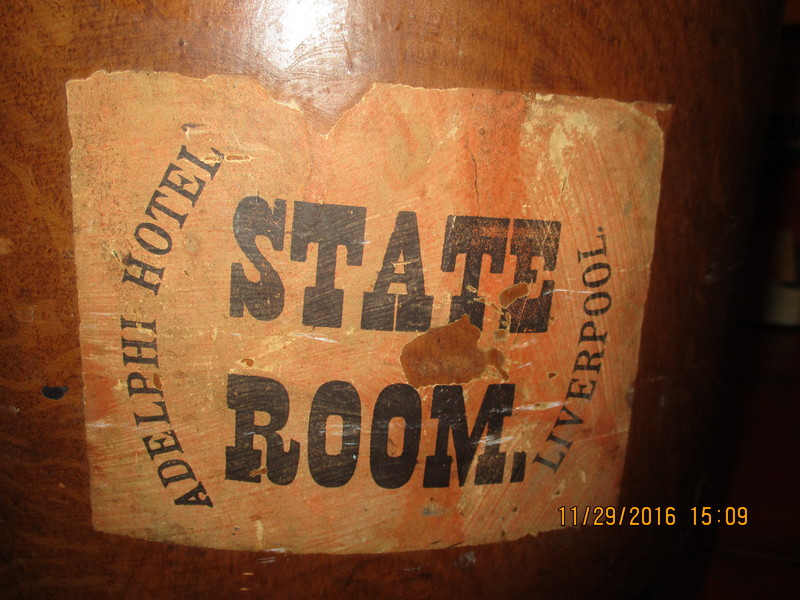 ADELPHI HOTEL
STATE
ROOM.
LIVERPOOL.
11/29/2016 15:09